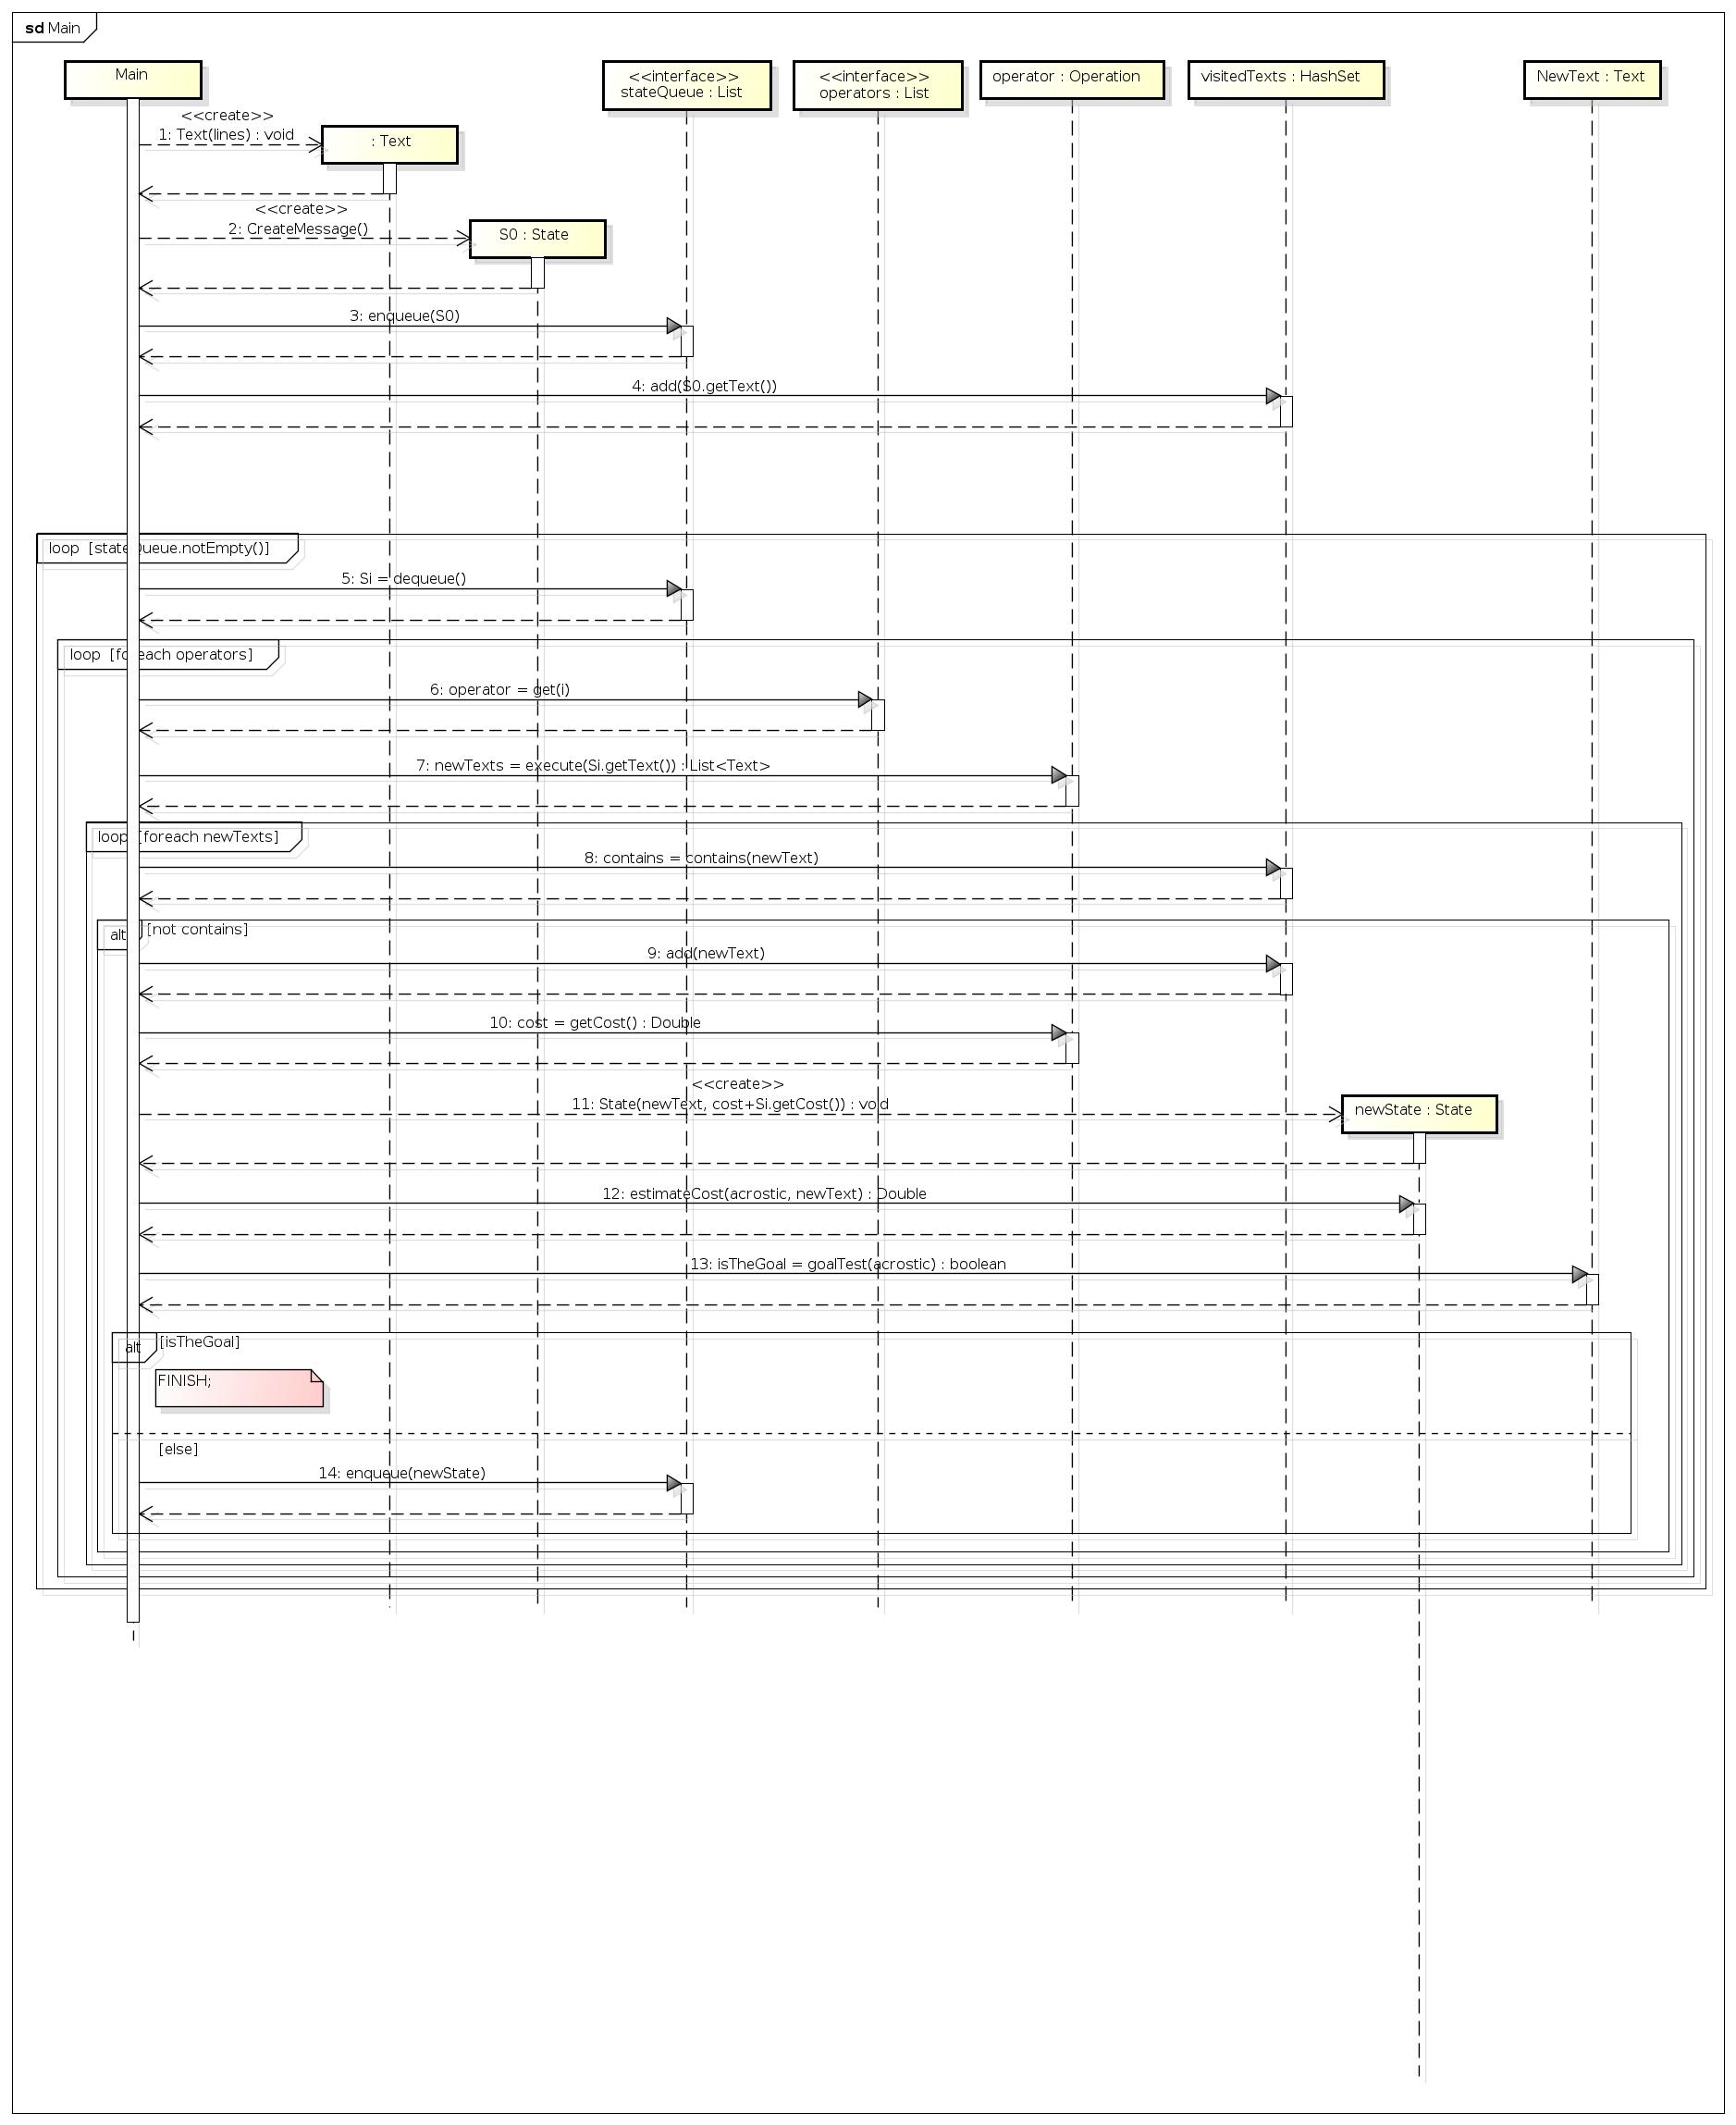 sd Main
Main
<<interface>>
stateQueue : List
<<interface>>
operators : List
operator : Operation
visitedTexts : HashSet
NewText : Text
<<create>>
1: Text(lines) : void
: Text
<<create>>
2: CreateMessage()
S0 : State
3: enqueue(S0)
4: add(S0.getText())
loop [stateQueue.notEmpty()]
5: Si = dequeue()
loop [foreach operators]
6: operator = get(i)
7: newTexts = execute(Si.getText()) : List<Text>
loop [foreach newTexts]
8: contains = contains(newText)
alt [not contains]
9: add(newText)
10: cost = getCost() : Double
<<create>>
11: State(newText, cost+Si.getCost()) : void
newState : State
12: estimateCost(acrostic, newText) : Double
13: isTheGoal = goalTest(acrostic) : boolean
alt [isTheGoal]
FINISH;
[else]
14: enqueue(newState)